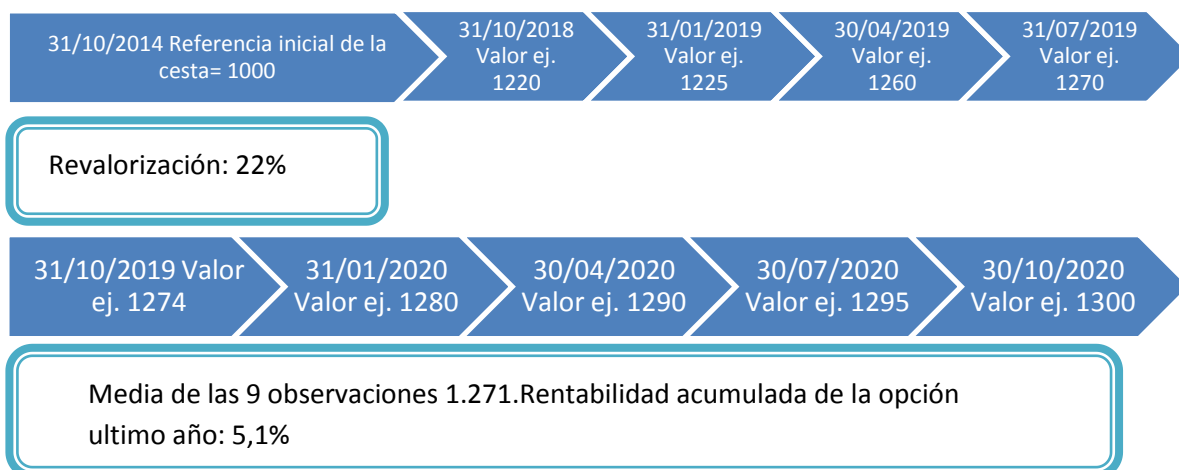 31/10/2014 Referencia inicial de la
cesta= 1000
31/10/2018
Valor ej.
1220
31/01/2019
Valor ej.
1225
30/04/2019
Valor ej.
1260
31/07/2019
Valor ej.
1270
Revalorización: 22%
31/10/2019 Valor
ej. 1274
31/01/2020
Valor ej. 1280
30/04/2020
Valor ej. 1290
30/07/2020
Valor ej. 1295
30/10/2020
Valor ej. 1300
Media de las 9 observaciones 1.271.Rentabilidad acumulada de la opción
ultimo año: 5,1%